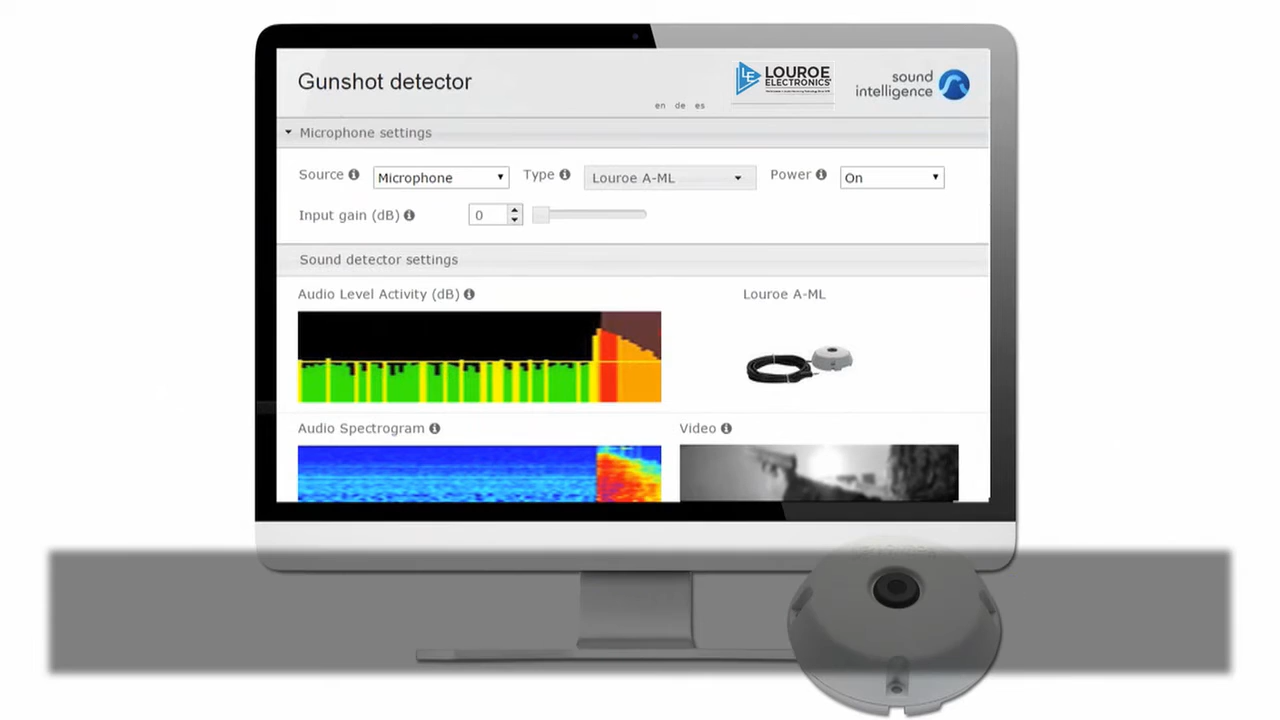 Gunshot detector
LE LOUROE
ELECTRONICS
sound
intelligence
en de es
Microphone settings
Source Microphone Type Louroe A-ML Power On
Input gain (dB) 0
Sound detector settings
Audio Level Activity (dB) Louroe A-ML
Audio Spectrogram Video